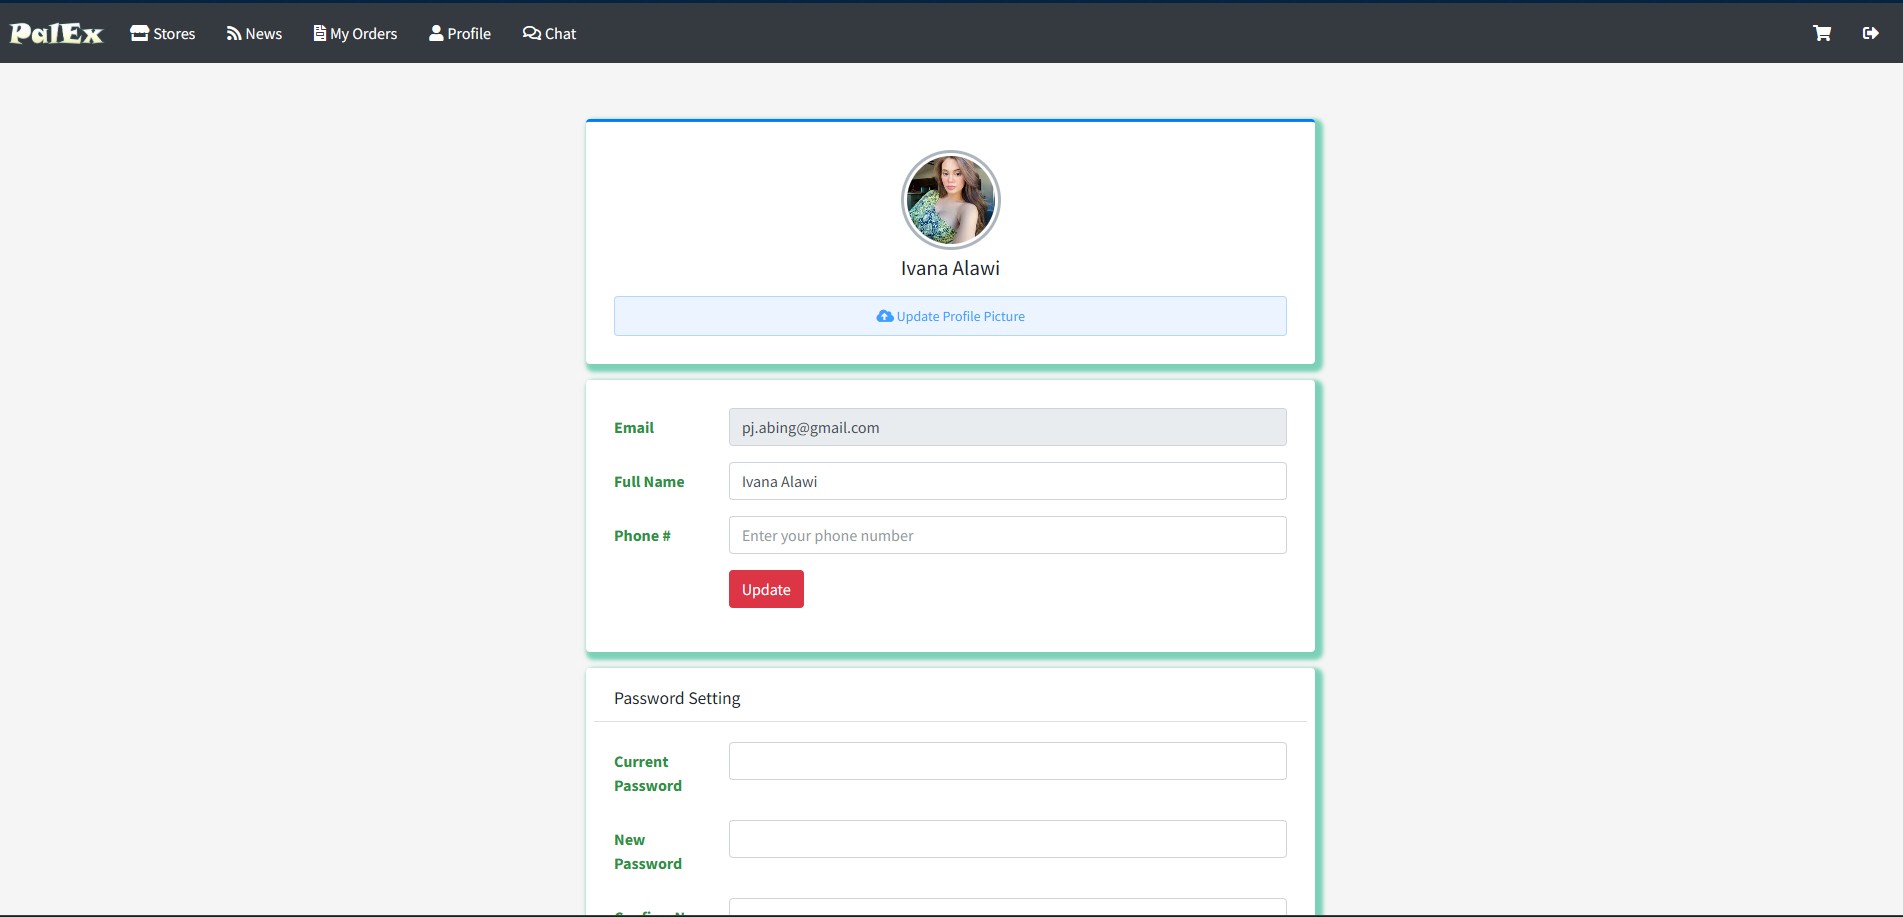 PalEx Stores News My Orders Profile Chat
Ivana Alawi
Update Profile Picture
Email pj.abing@gmail.com
Full Name Ivana Alawi
Phone # Enter your phone number
Update
Password Setting
Current
Password
New
Password